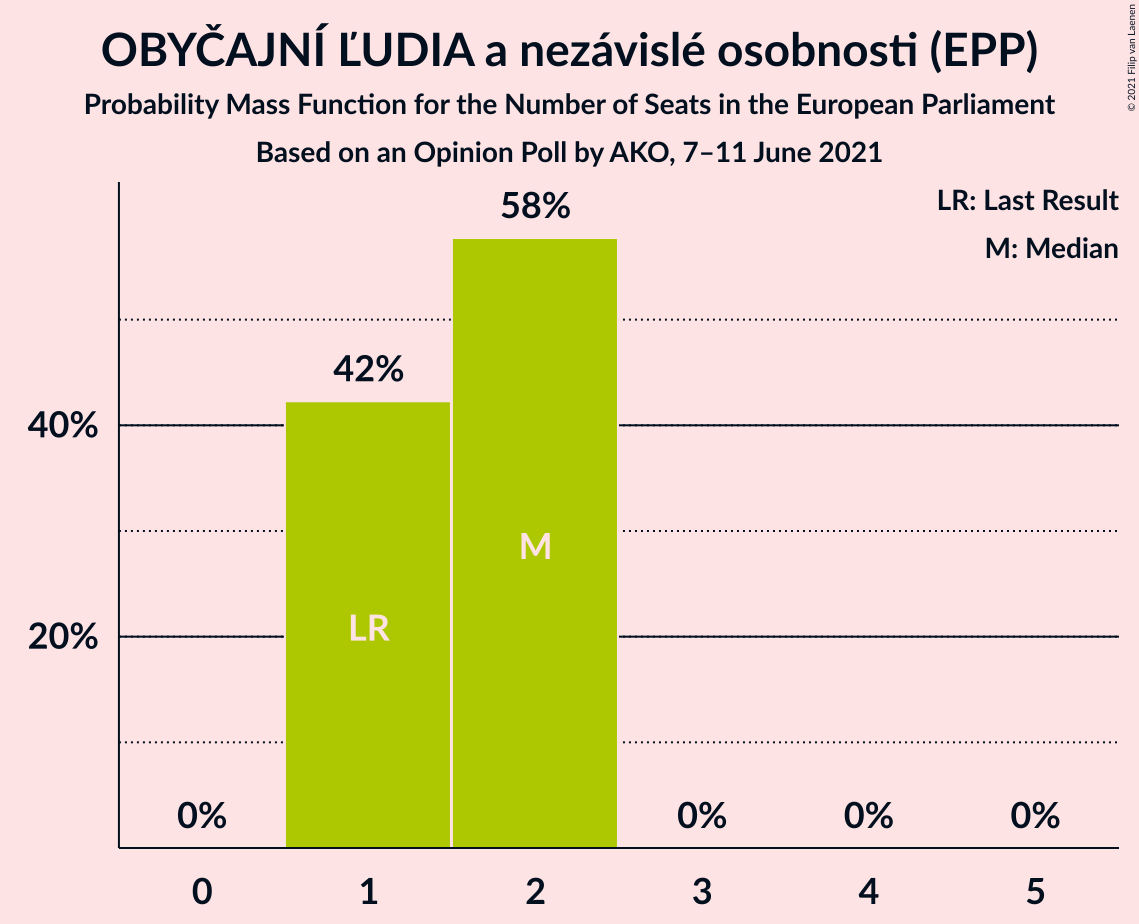 OBYČAJNÍ ĽUDIA a nezávislé osobnosti (EPP)
Probability Mass Function for the Number of Seats in the European Parliament
Based on an Opinion Poll by AKO, 7–11 June 2021
© 2021 Filip van Laenen
LR: Last Result
M: Median
58%
42%
40%
M
LR
20%
0%
0%
0%
0%
0 1 2 3 4 5